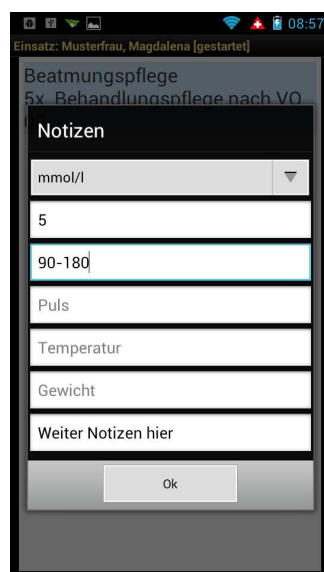 08:57
Einsatz: Musterfrau, Magdalena [gestartet]
Beatmungspflege
5x Behandlungspflege nach VO
Notizen
mmol/l
5
90-180
Puls
Temperatur
Gewicht
Weiter Notizen hier
Ok